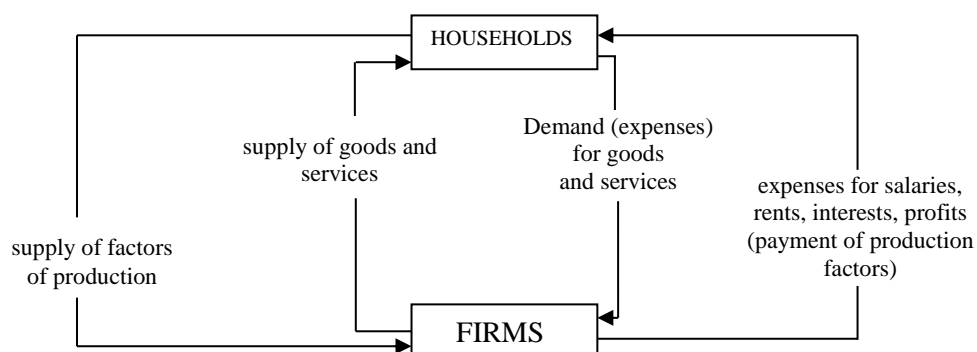 HOUSEHOLDS
supply of goods and
services
Demand (expenses)
for goods
and services
expenses for salaries,
rents, interests, profits
(payment of production
factors)
supply of factors
of production
FIRMS